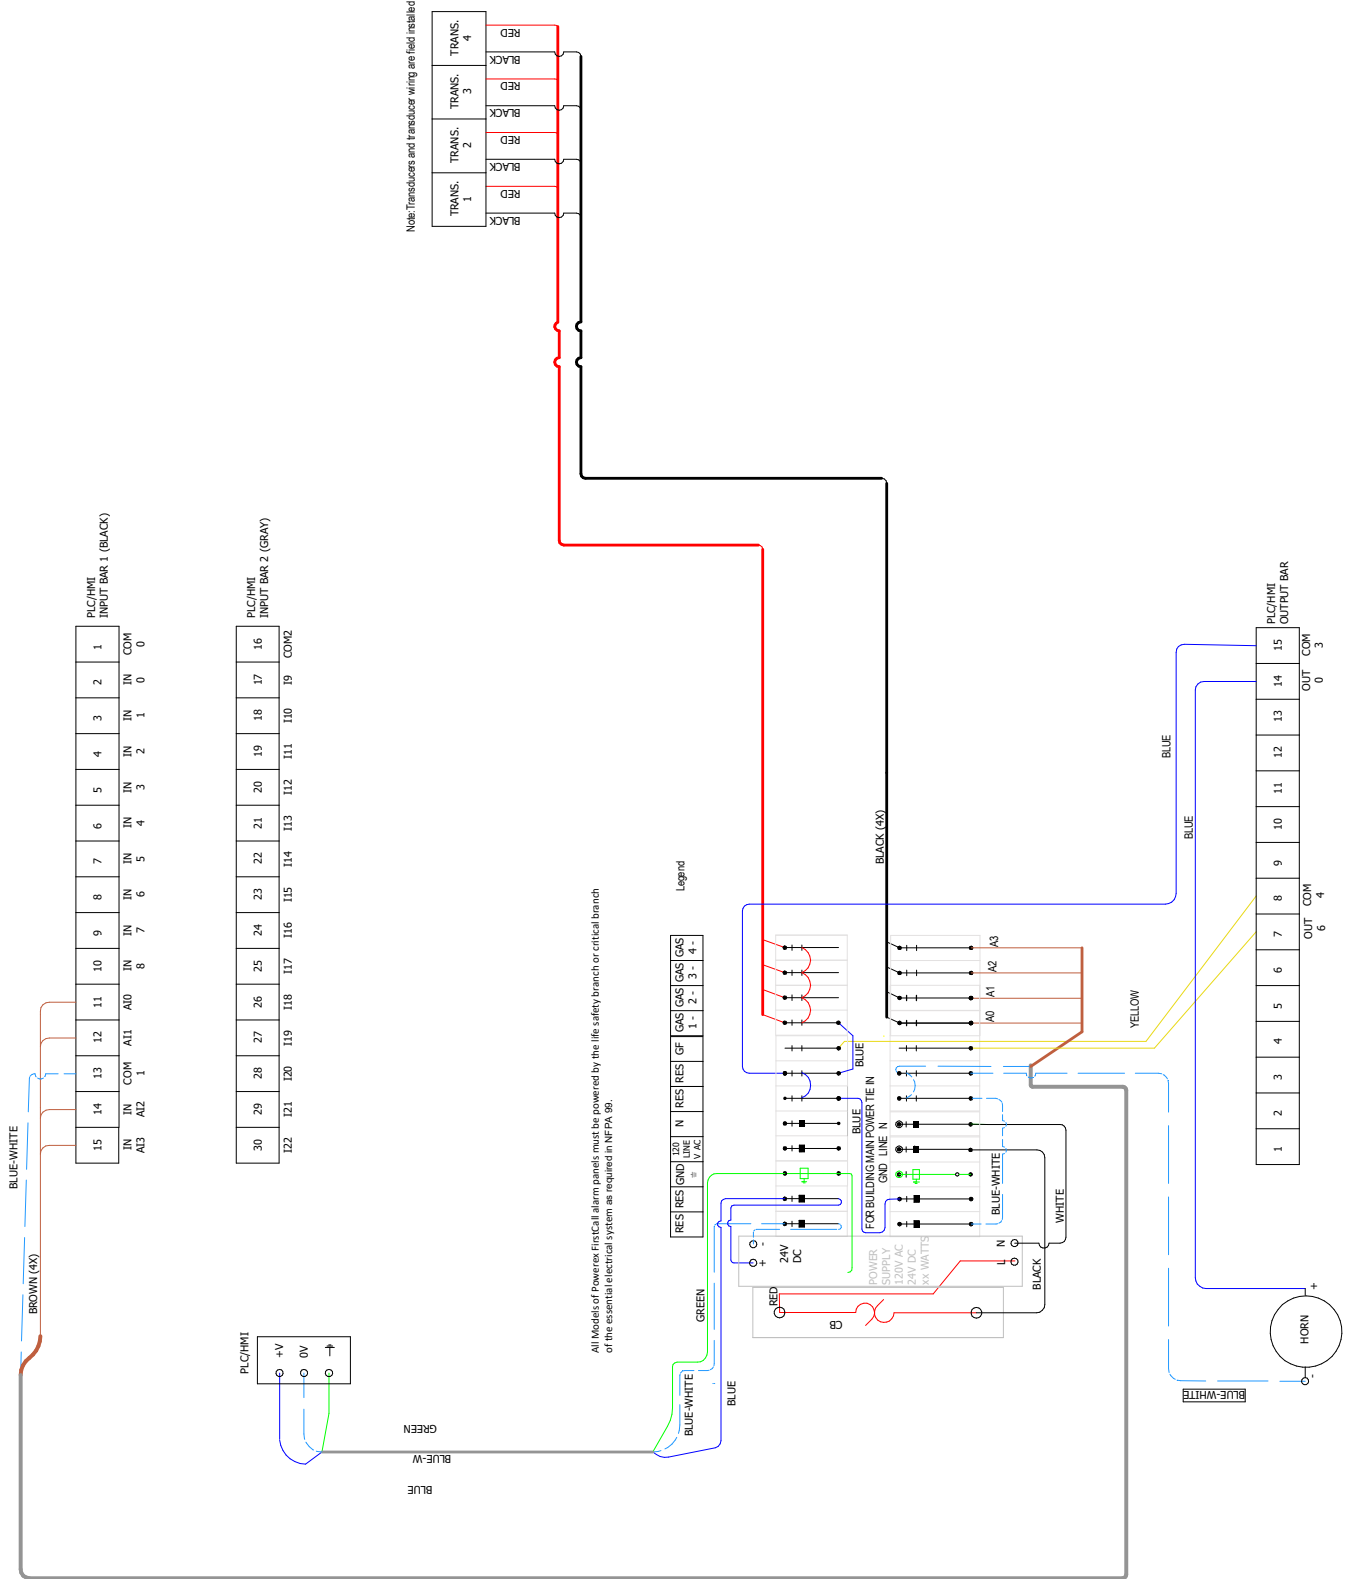 Note:Transducers and transducer wiring are field installed
TRANS.
4
RED
BLACK
TRANS.
3
RED
BLACK
TRANS.
2
RED
BLACK
TRANS.
1
RED
BLACK
PLC/HMI
INPUT BAR 1 (BLACK)
1 COM 0
2 IN 0
3 IN 1
4 IN 2
5 IN 3
6 IN 4
7 IN 5
8 IN 6
9 IN 7
10 IN 8
11 AI0
12 AI1
13 COM 1
14 IN AI2
15 IN AI3
BLUE-WHITE
BROWN (4X)
PLC/HMI
INPUT BAR 2 (GRAY)
16 COM2
17 I9
18 I10
19 I11
20 I12
21 I13
22 I14
23 I15
24 I16
25 I17
26 I18
27 I19
28 I20
29 I21
30 I22
PLC/HMI
+V
0V
GREEN
BLUE-W
BLUE
All Models of Powerex FirstCall alarm panels must be powered by the life safety branch or critical branch
of the essential electrical system as required in NFPA 99.
Legend
RES
RES
GND
120 LINE V AC
N
RES
RES
GF
GAS 1 -
GAS 2 -
GAS 3 -
GAS 4 -
GREEN
BLUE-WHITE
BLUE
BLACK (4X)
BLUE
BLUE
FOR BUILDING MAIN POWER TIE IN
GND LINE N
A3
A2
A1
A0
BLUE-WHITE
WHITE
BLACK
- +
24V
DC
POWER
SUPPLY
120V AC
24V DC
xx WATTS
N
L
RED
CB
YELLOW
BLUE
BLUE
PLC/HMI
OUTPUT BAR
15 COM 3
14 OUT 0
13
12
11
10
9
8 COM 4
7 OUT 6
6
5
4
3
2
1
+
HORN
-
BLUE-WHITE